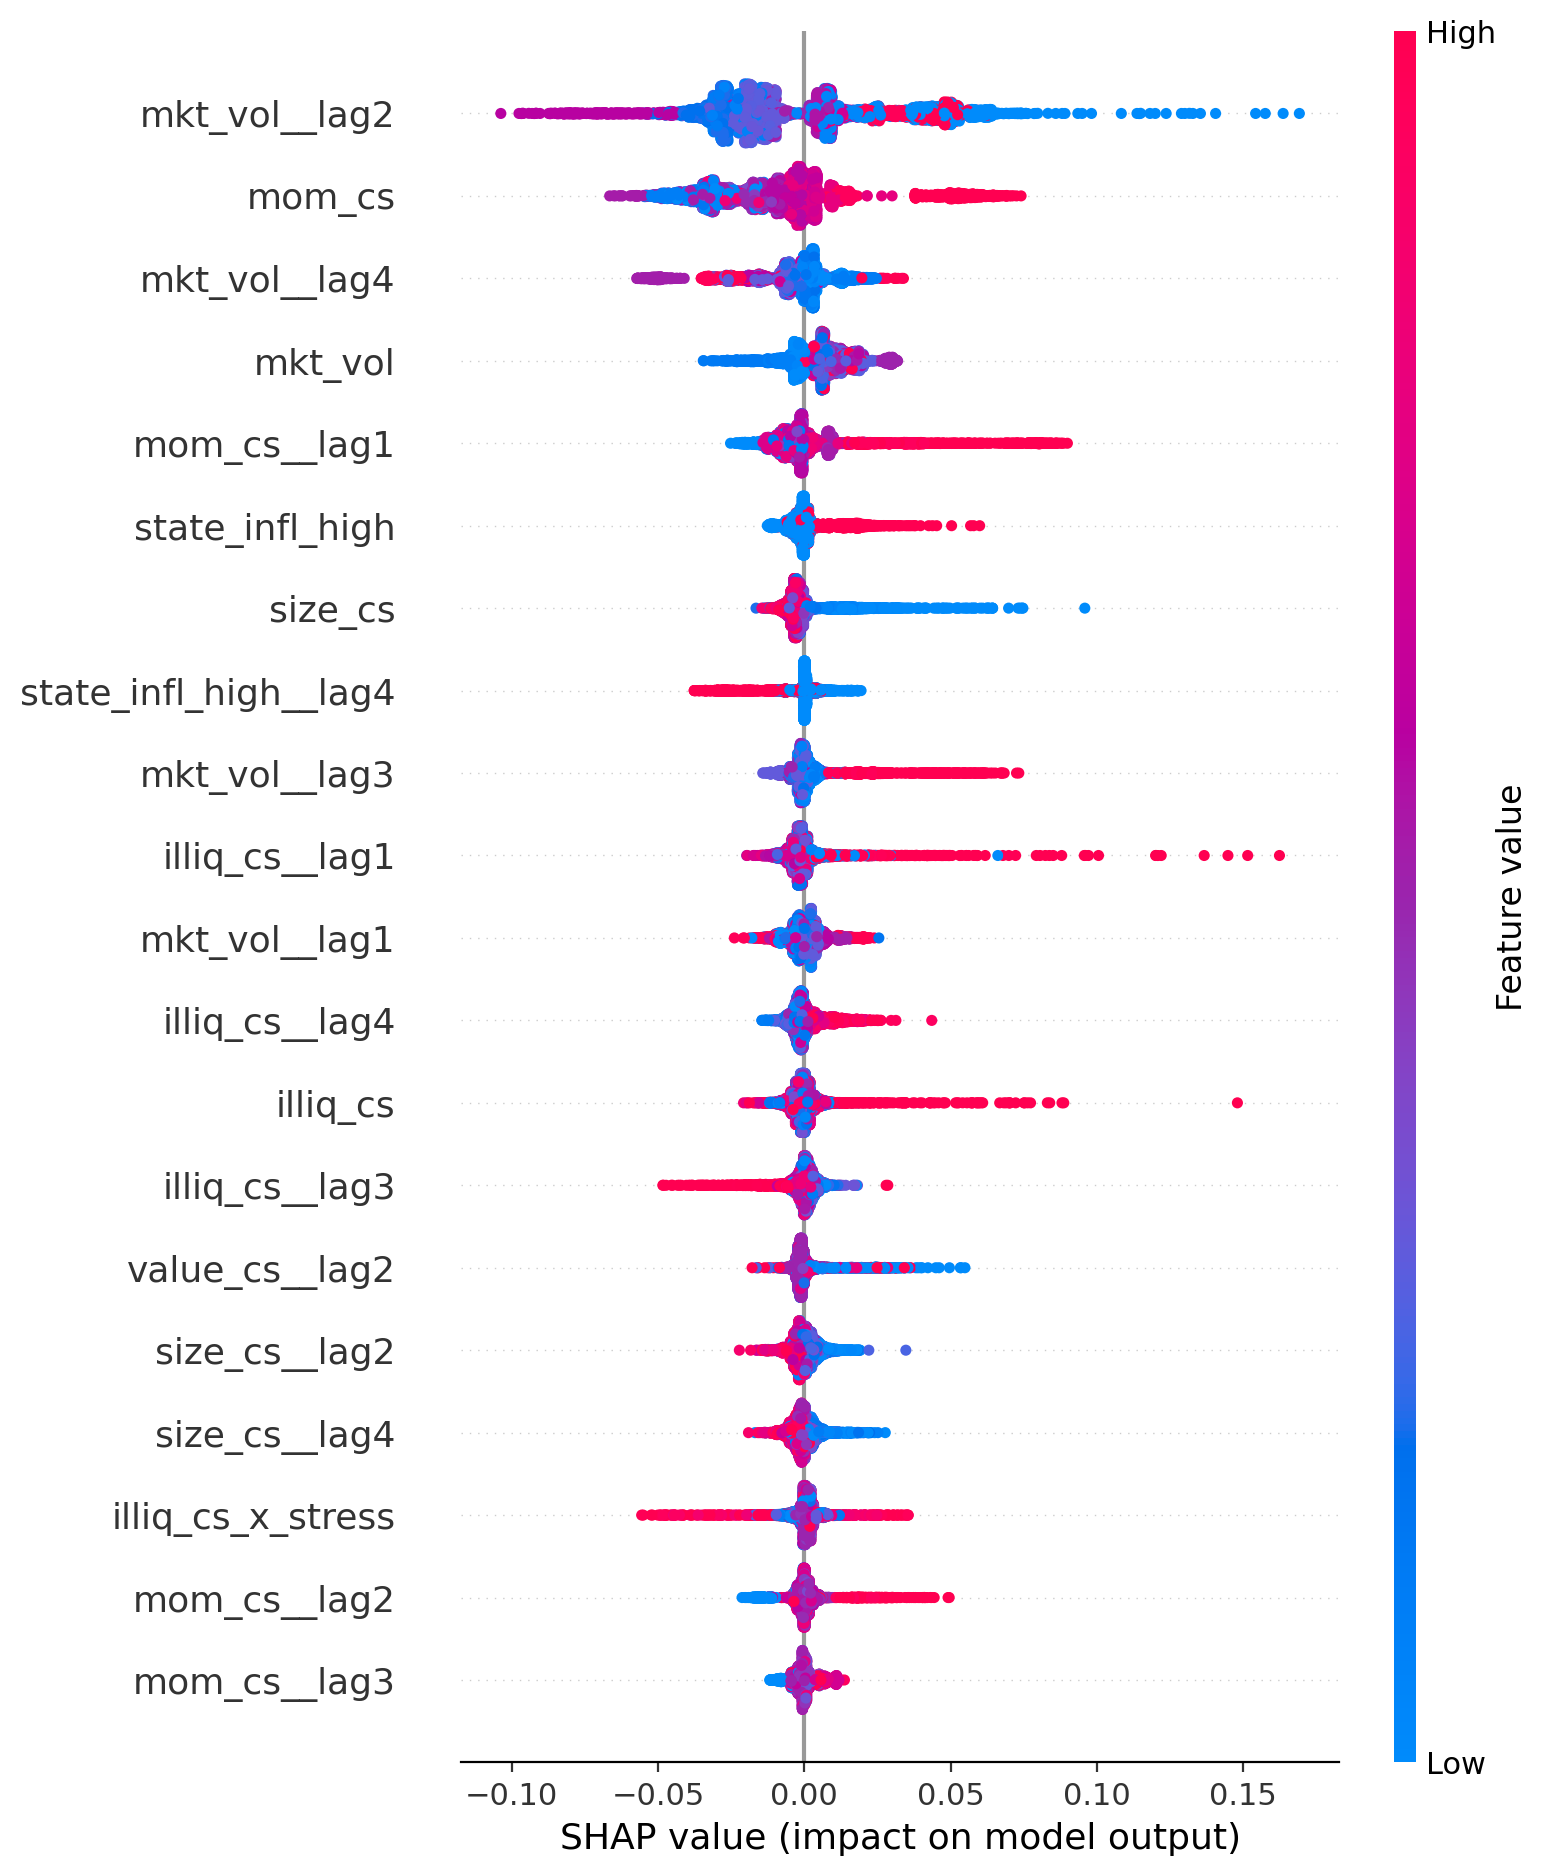 High
mkt_vol__lag2
mom_cs
mkt_vol__lag4
mkt_vol
mom_cs__lag1
state_infl_high
size_cs
state_infl_high__lag4
mkt_vol__lag3
illiq_cs__lag1
mkt_vol__lag1
illiq_cs__lag4
illiq_cs
illiq_cs__lag3
value_cs__lag2
size_cs__lag2
size_cs__lag4
illiq_cs_x_stress
mom_cs__lag2
mom_cs__lag3
Feature value
Low
−0.10 −0.05 0.00 0.05 0.10 0.15
SHAP value (impact on model output)